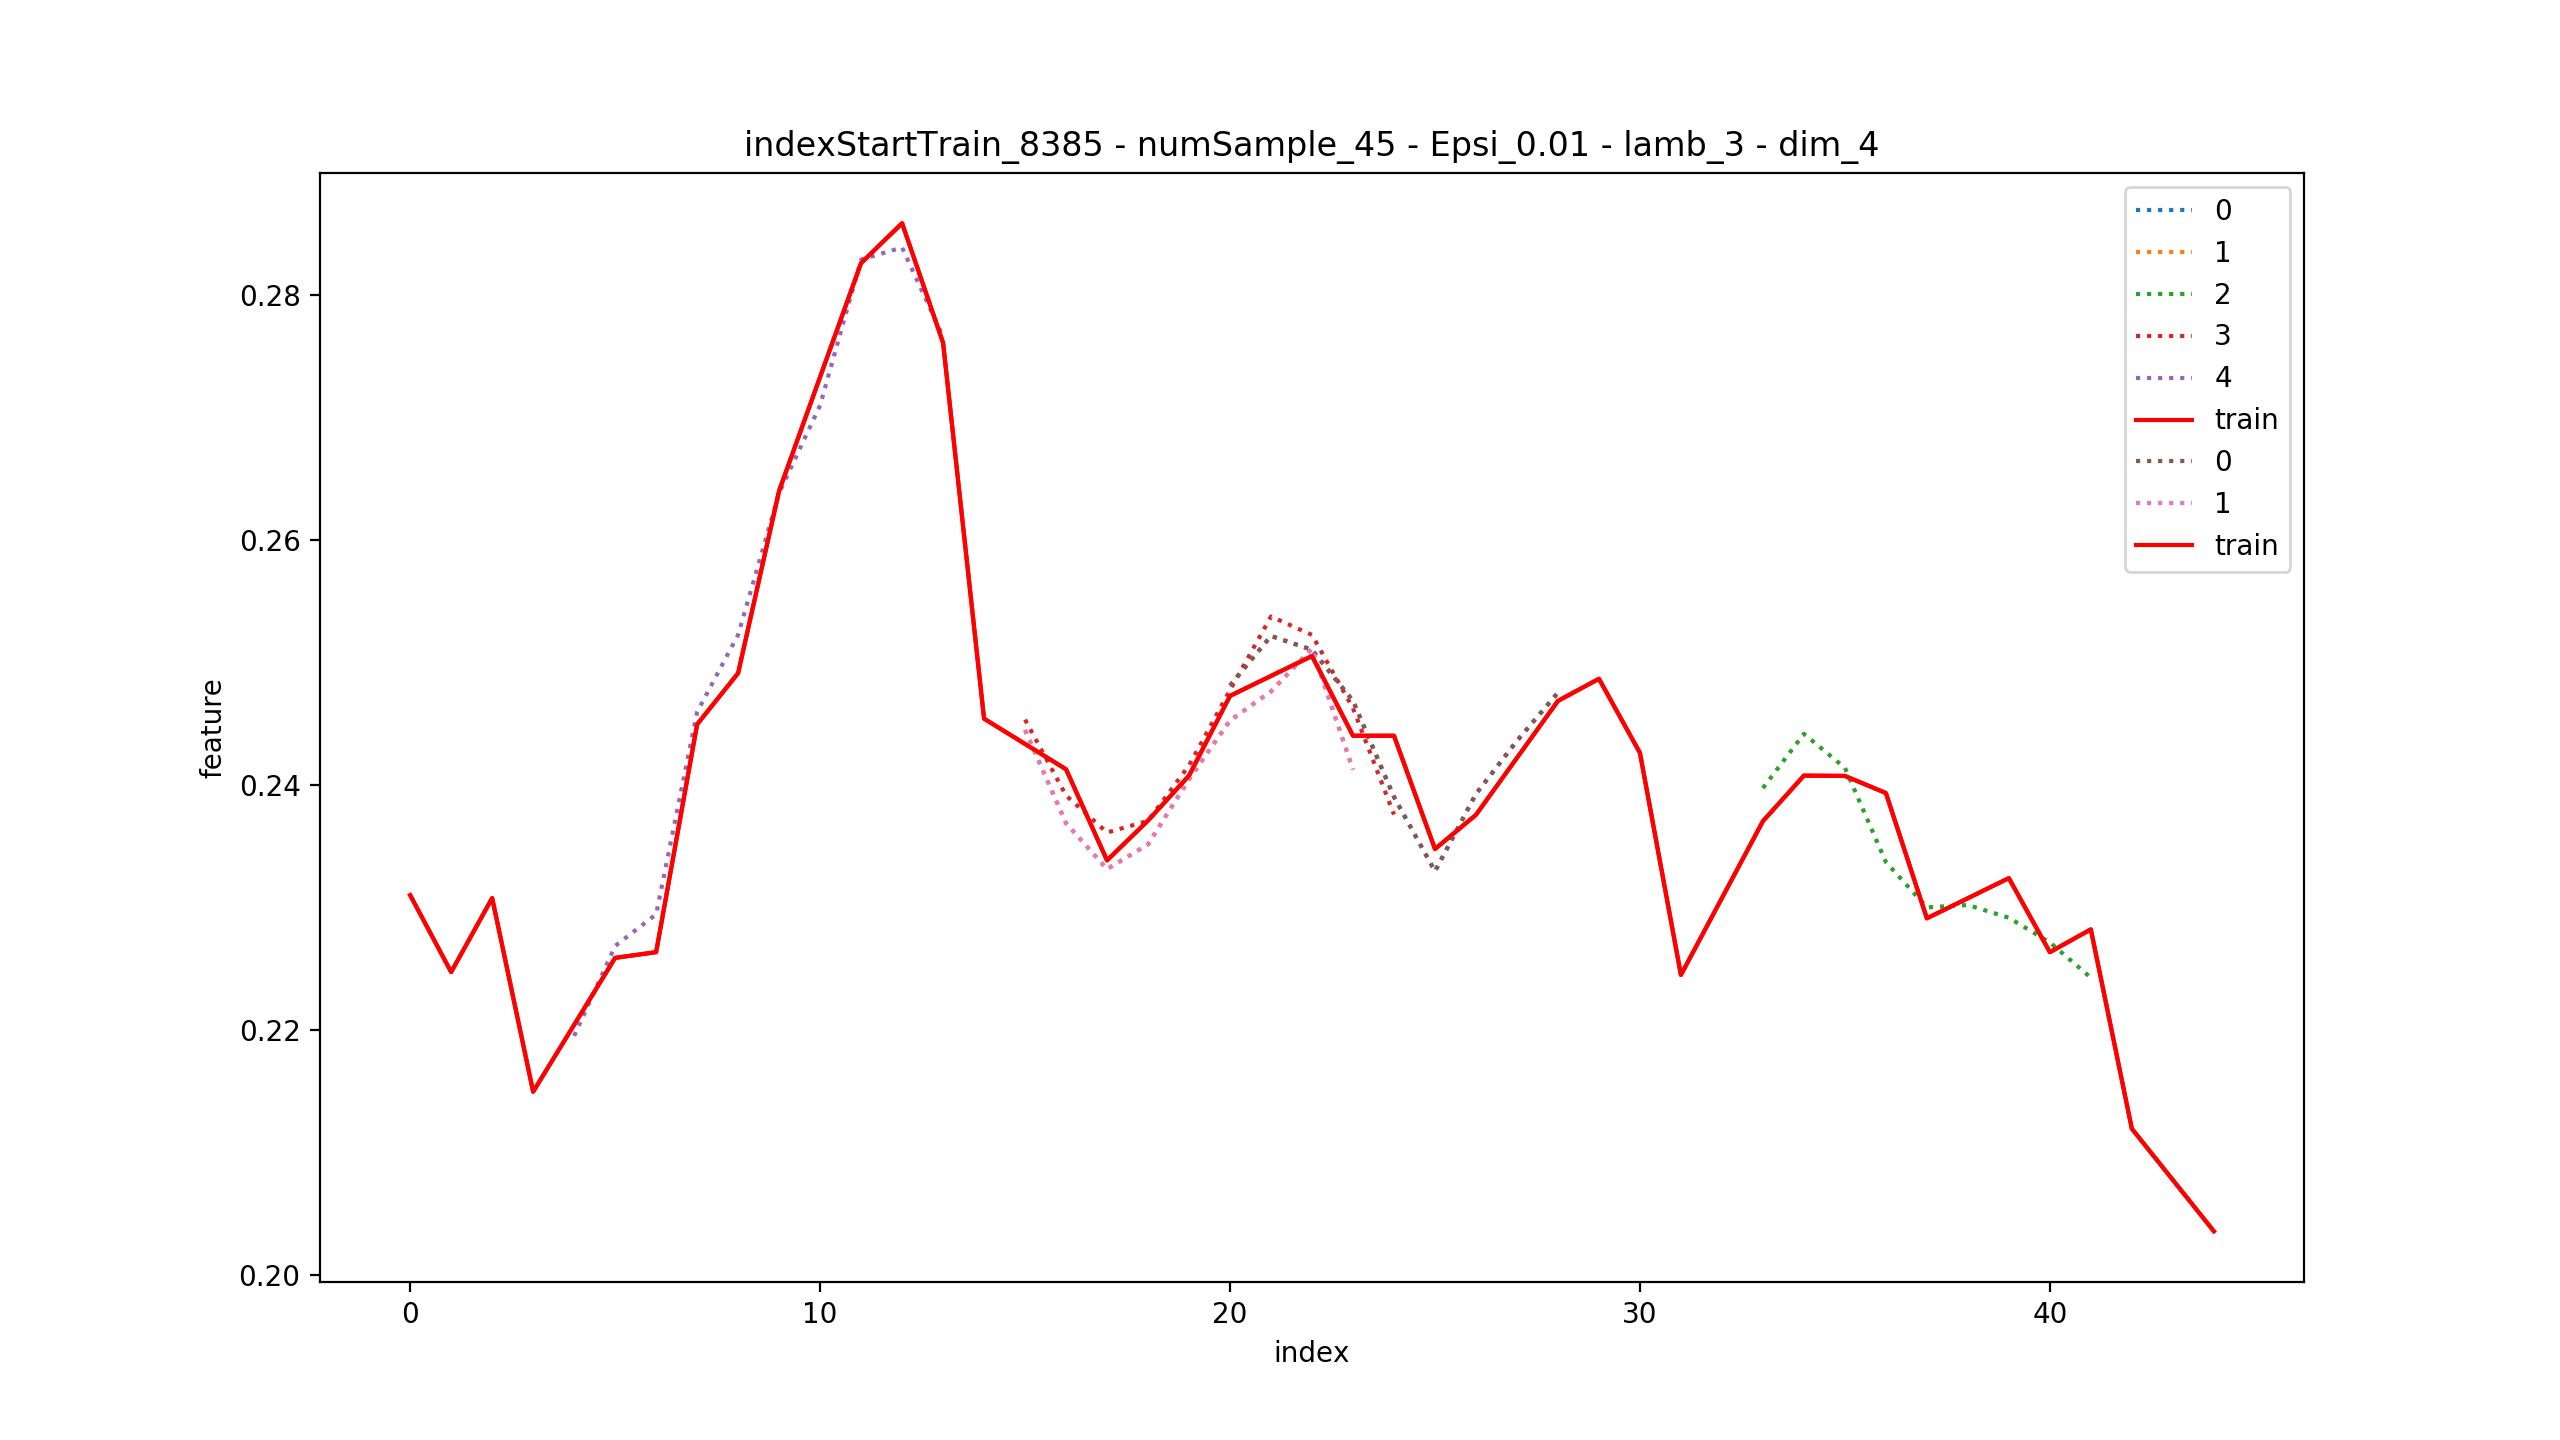 indexStartTrain_8385 - numSample_45 - Epsi_0.01 - lamb_3 - dim_4
0
1
2
3
4
train
0
1
train
feature
0.28
0.26
0.24
0.22
0.20
0 10 20 30 40
index